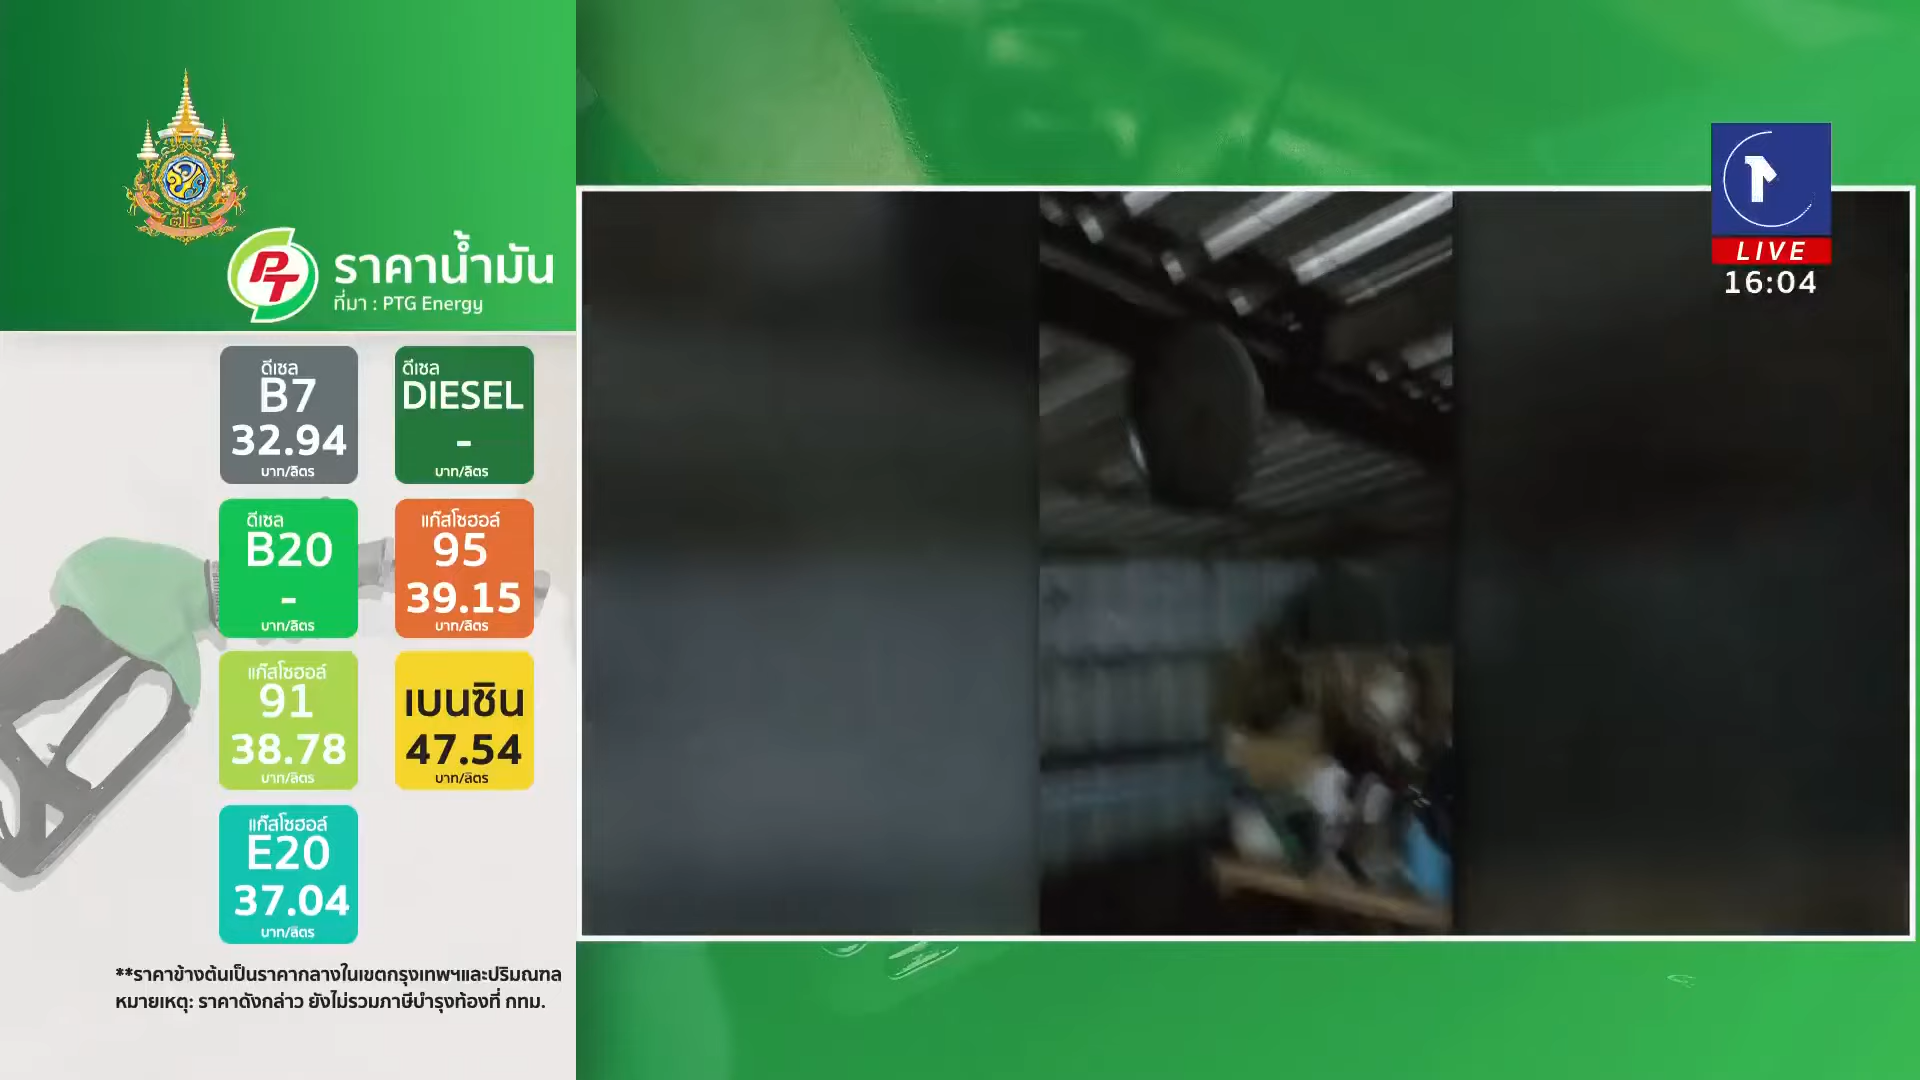 PT
ราคาน้ำมัน
ที่มา : PTG Energy
ดีเซล
B7
32.94
บาท/ลิตร
ดีเซล
DIESEL
-
บาท/ลิตร
ดีเซล
B20
-
บาท/ลิตร
แก๊สโซฮอล์
95
39.15
บาท/ลิตร
แก๊สโซฮอล์
91
38.78
บาท/ลิตร
เบนซิน
47.54
บาท/ลิตร
แก๊สโซฮอล์
E20
37.04
บาท/ลิตร
**ราคาข้างต้นเป็นราคากลางในเขตกรุงเทพฯและปริมณฑล
หมายเหตุ: ราคาดังกล่าว ยังไม่รวมภาษีบำรุงท้องที่ กทม.
LIVE
16:04